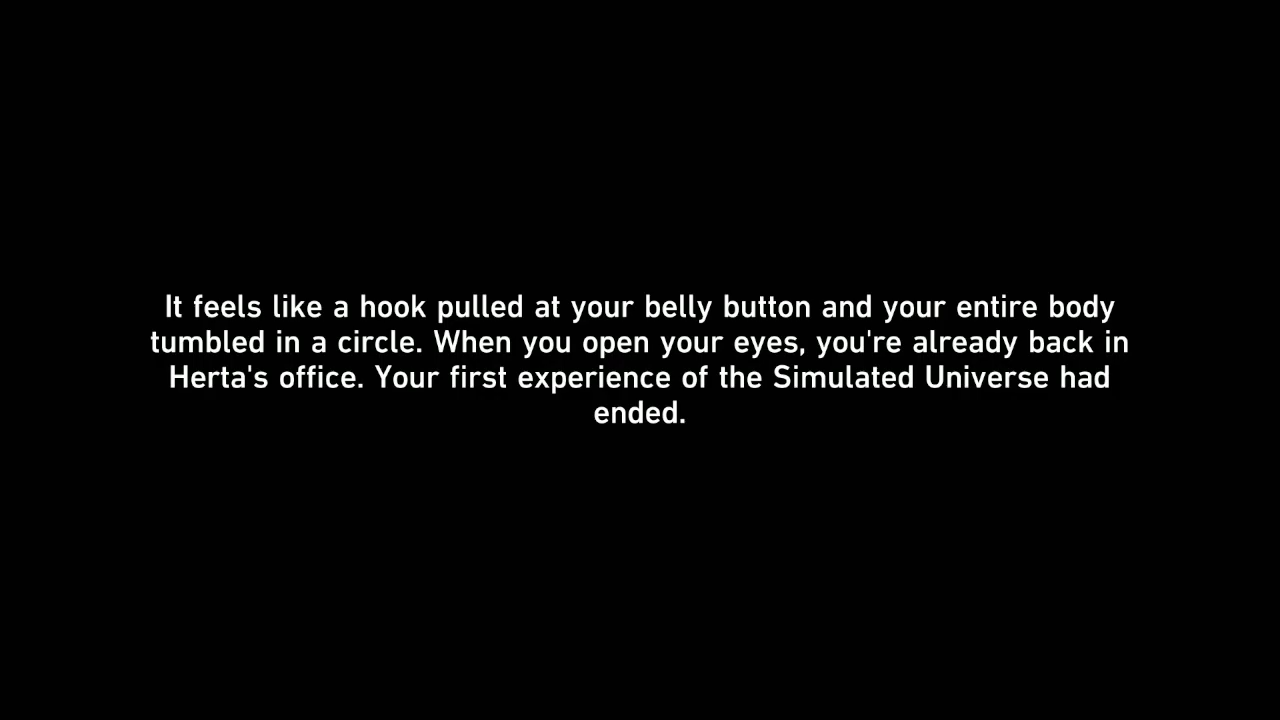 It feels like a hook pulled at your belly button and your entire body
tumbled in a circle. When you open your eyes, you're already back in
Herta's office. Your first experience of the Simulated Universe had
ended.